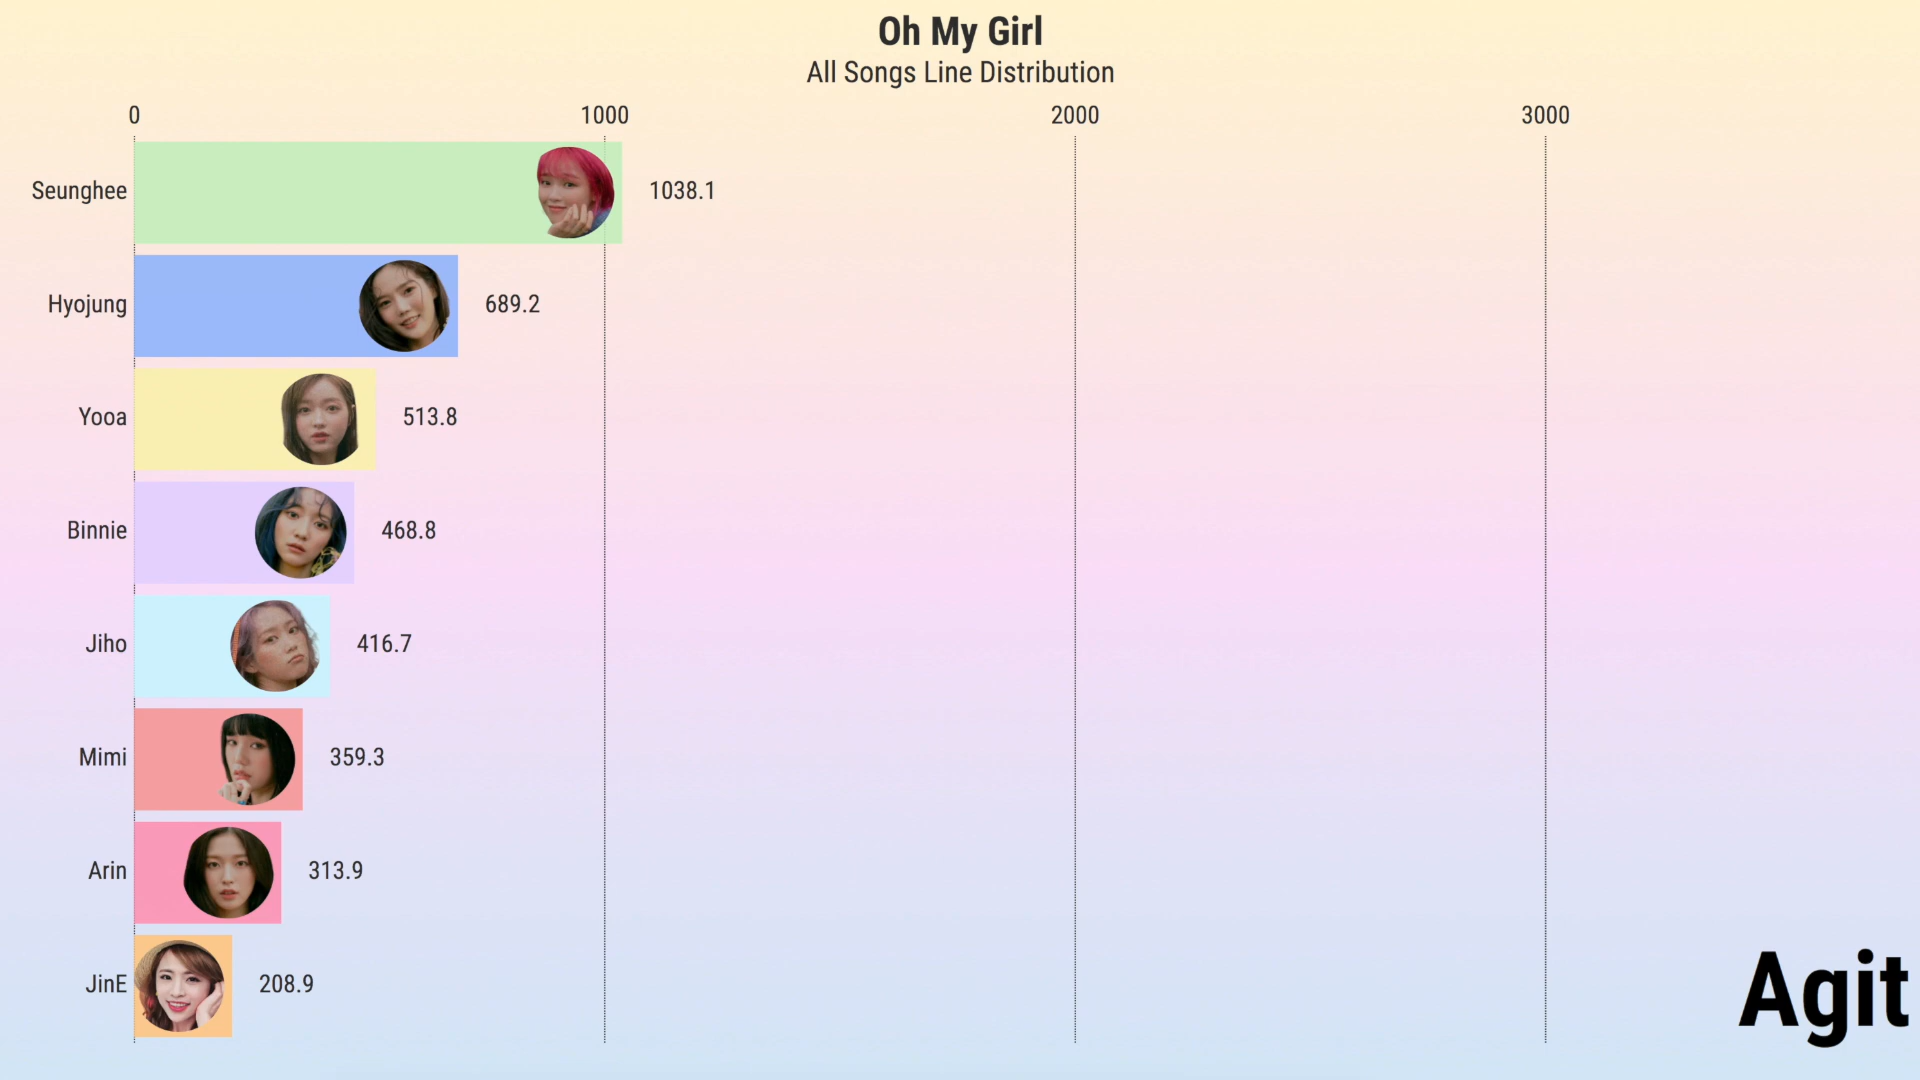 Oh My Girl
All Songs Line Distribution
0 1000 2000 3000
Seunghee 1038.1
Hyojung 689.2
Yooa 513.8
Binnie 468.8
Jiho 416.7
Mimi 359.3
Arin 313.9
JinE 208.9
Agit